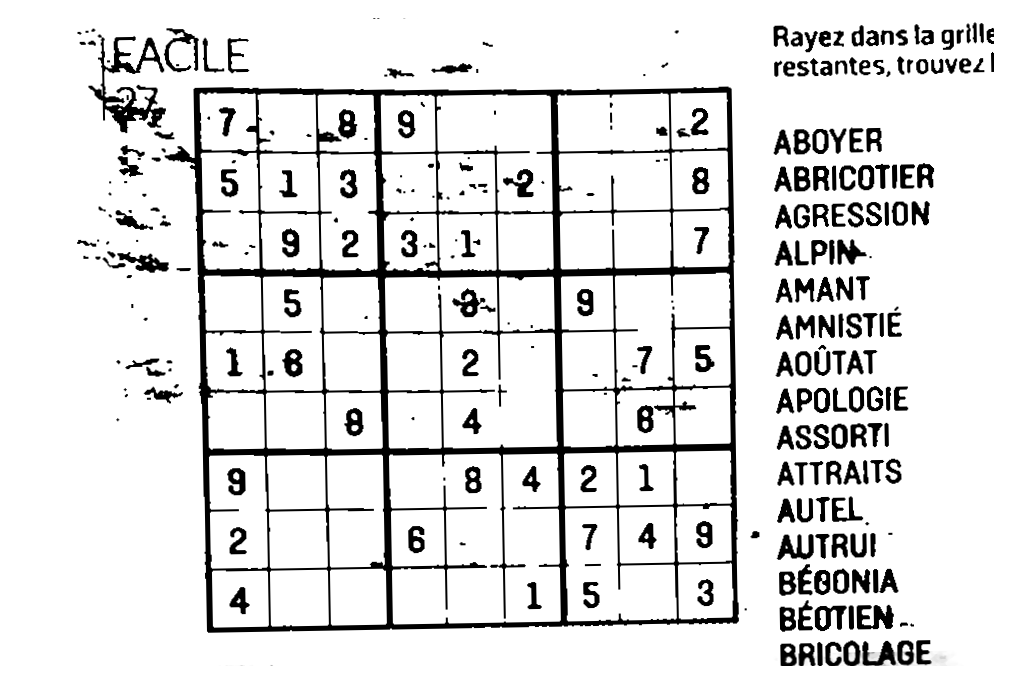 FACILE
27
7 8 9 2
5 1 3 2 8
9 2 3 1 7
5 3 9
1 6 2 7 5
8 4 6
9 8 4 2 1
2 6 7 4 9
4 1 5 3
Rayez dans la grille
restantes, trouvez l
ABOYER
ABRICOTIER
AGRESSION
ALPIN
AMANT
AMNISTIÉ
AOÛTAT
APOLOGIE
ASSORTI
ATTRAITS
AUTEL
AUTRUI
BÉGONIA
BÉOTIEN
BRICOLAGE